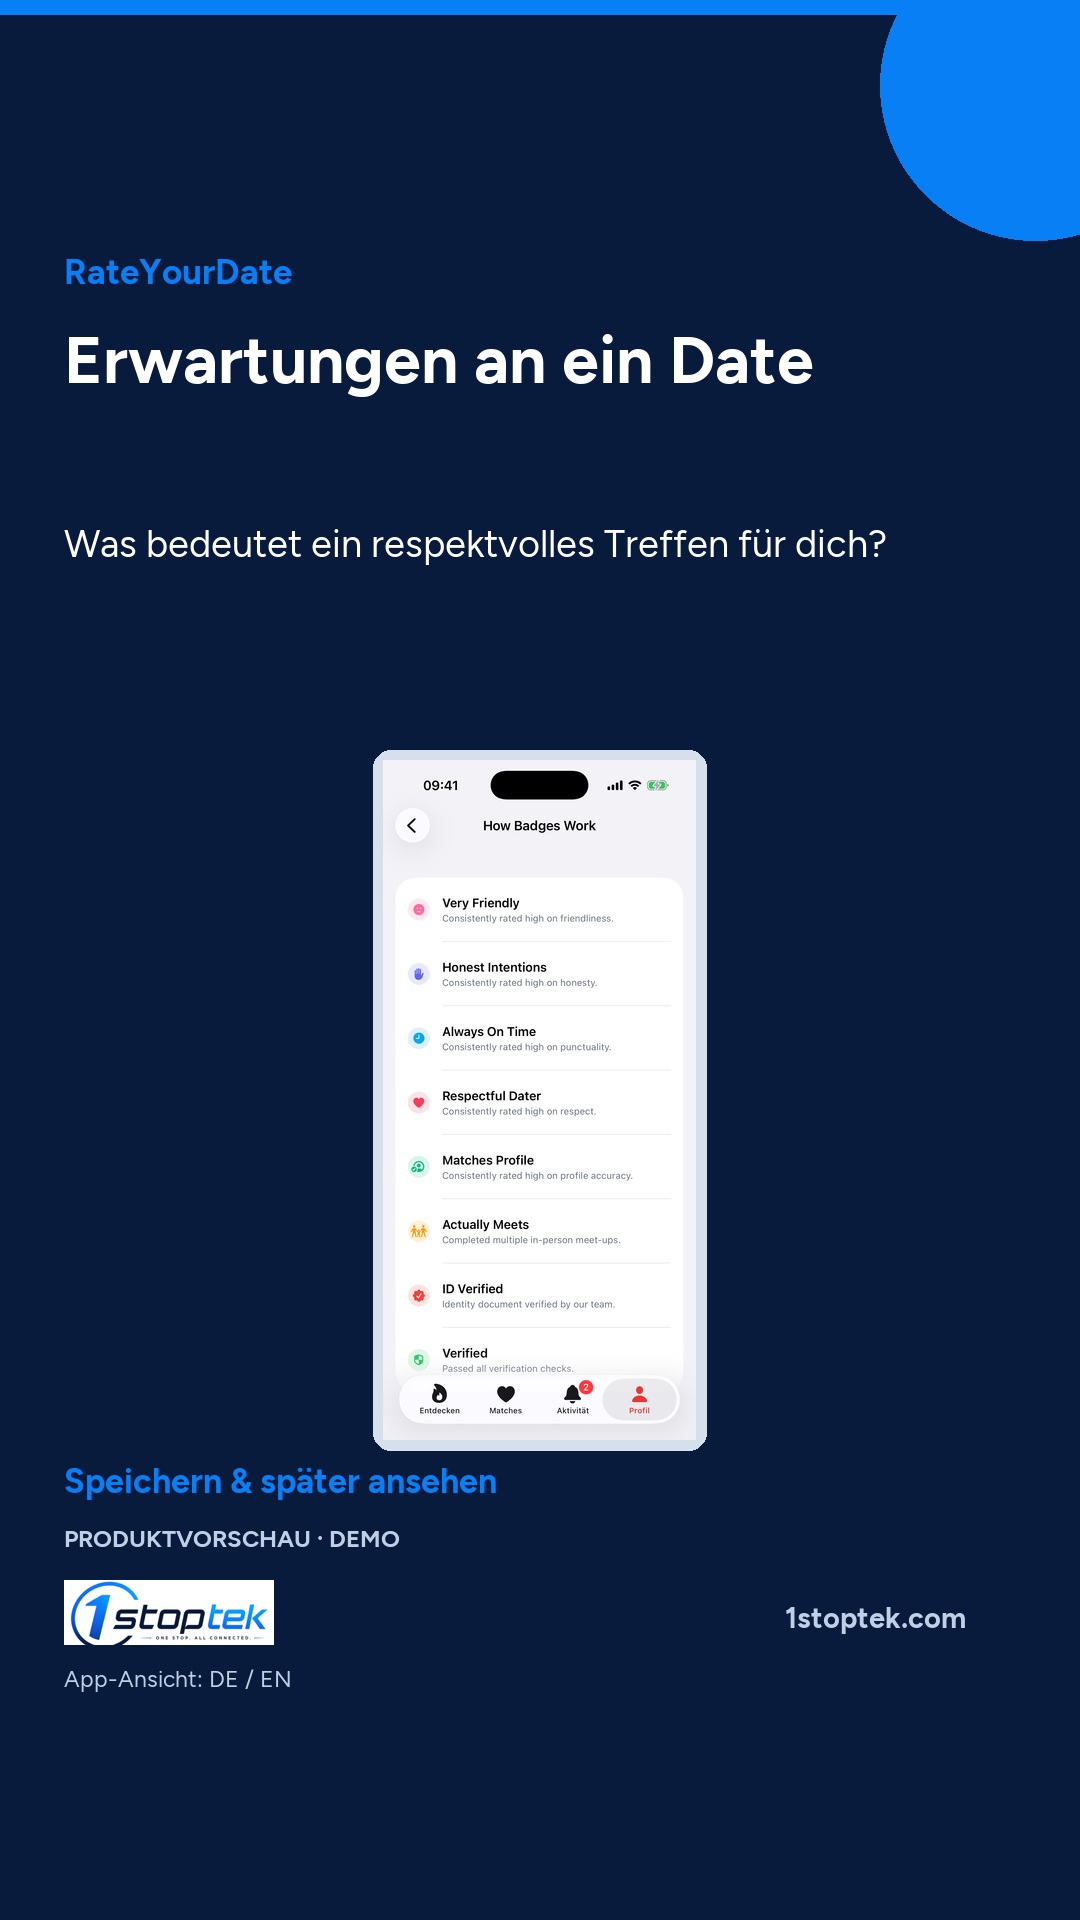 RateYourDate
Erwartungen an ein Date
Was bedeutet ein respektvolles Treffen für dich?
09:41
How Badges Work
Very Friendly
Consistently rated high on friendliness.
Honest Intentions
Consistently rated high on honesty.
Always On Time
Consistently rated high on punctuality.
Respectful Dater
Consistently rated high on respect.
Matches Profile
Consistently rated high on profile accuracy.
Actually Meets
Completed multiple in-person meet-ups.
ID Verified
Identity document verified by our team.
Verified
Passed all verification checks.
2
Entdecken Matches Aktivität Profil
Speichern & später ansehen
PRODUKTVORSCHAU · DEMO
1stoptek
ONE STOP. ALL CONNECTED.
1stoptek.com
App-Ansicht: DE / EN